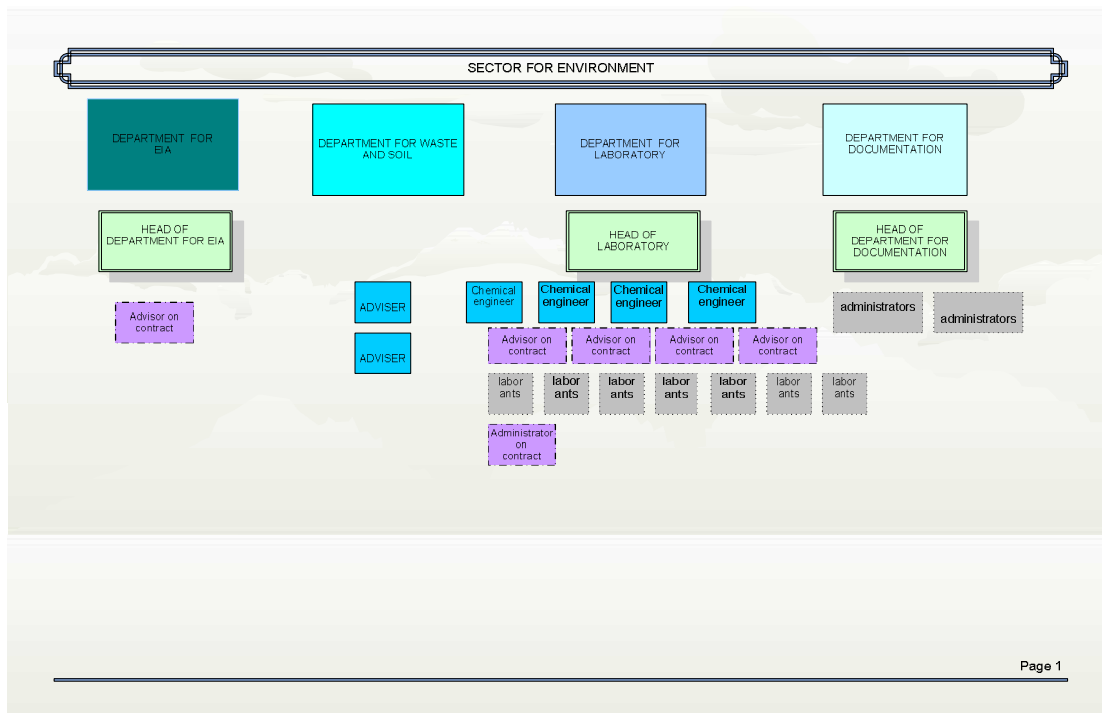 SECTOR FOR ENVIRONMENT
DEPARTMENT FOR
EIA
DEPARTMENT FOR WASTE
AND SOIL
DEPARTMENT FOR
LABORATORY
DEPARTMENT FOR
DOCUMENTATION
HEAD OF
DEPARTMENT FOR EIA
HEAD OF
LABORATORY
HEAD OF
DEPARTMENT FOR
DOCUMENTATION
Advisor on
contract
ADVISER
ADVISER
Chemical
engineer
Chemical
engineer
Chemical
engineer
Chemical
engineer
administrators
administrators
Advisor on
contract
Advisor on
contract
Advisor on
contract
Advisor on
contract
labor
ants
labor
ants
labor
ants
labor
ants
labor
ants
labor
ants
labor
ants
Administrator
on
contract
Page 1